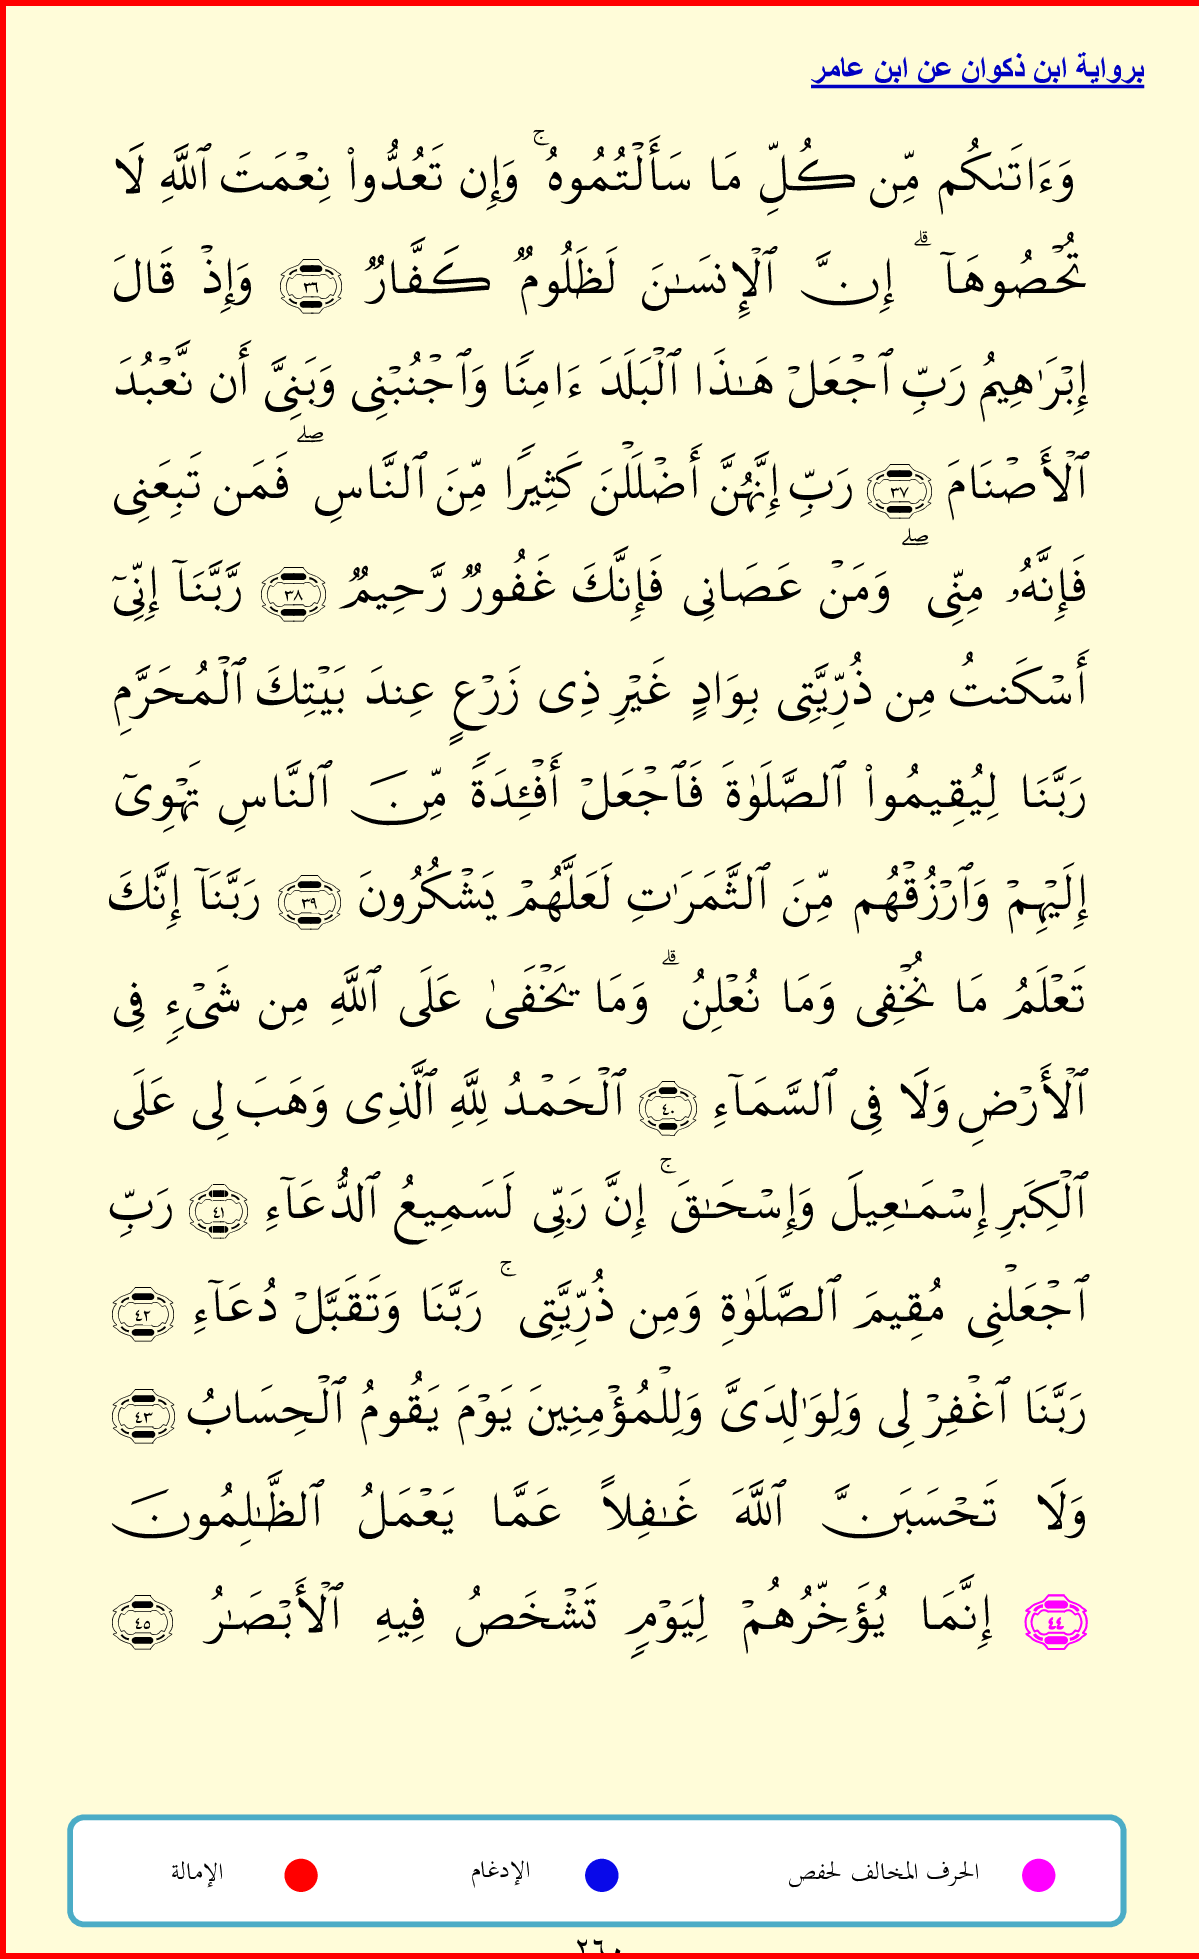 برواية ابن ذكوان عن ابن عامر
وَءَاتَىٰكُم مِّن كُلِّ مَا سَأَلْتُمُوهُ ۚ وَإِن تَعُدُّوا۟ نِعْمَتَ ٱللَّهِ لَا
تُحْصُوهَآ ۗ إِنَّ ٱلْإِنسَـٰنَ لَظَلُومٌ كَفَّارٌ ٣٦ وَإِذْ قَالَ
إِبْرَٰهِيمُ رَبِّ ٱجْعَلْ هَـٰذَا ٱلْبَلَدَ ءَامِنًا وَٱجْنُبْنِى وَبَنِىَّ أَن نَّعْبُدَ
ٱلْأَصْنَامَ ٣٧ رَبِّ إِنَّهُنَّ أَضْلَلْنَ كَثِيرًا مِّنَ ٱلنَّاسِ ۖ فَمَن تَبِعَنِى
فَإِنَّهُۥ مِنِّى ۖ وَمَنْ عَصَانِى فَإِنَّكَ غَفُورٌ رَّحِيمٌ ٣٨ رَّبَّنَآ إِنِّىٓ
أَسْكَنتُ مِن ذُرِّيَّتِى بِوَادٍ غَيْرِ ذِى زَرْعٍ عِندَ بَيْتِكَ ٱلْمُحَرَّمِ
رَبَّنَا لِيُقِيمُوا۟ ٱلصَّلَوٰةَ فَٱجْعَلْ أَفْـِٔدَةً مِّنَ ٱلنَّاسِ تَهْوِىٓ
إِلَيْهِمْ وَٱرْزُقْهُم مِّنَ ٱلثَّمَرَٰتِ لَعَلَّهُمْ يَشْكُرُونَ ٣٩ رَبَّنَآ إِنَّكَ
تَعْلَمُ مَا نُخْفِى وَمَا نُعْلِنُ ۗ وَمَا يَخْفَىٰ عَلَى ٱللَّهِ مِن شَىْءٍ فِى
ٱلْأَرْضِ وَلَا فِى ٱلسَّمَآءِ ٤٠ ٱلْحَمْدُ لِلَّهِ ٱلَّذِى وَهَبَ لِى عَلَى
ٱلْكِبَرِ إِسْمَـٰعِيلَ وَإِسْحَـٰقَ ۚ إِنَّ رَبِّى لَسَمِيعُ ٱلدُّعَآءِ ٤١ رَبِّ
ٱجْعَلْنِى مُقِيمَ ٱلصَّلَوٰةِ وَمِن ذُرِّيَّتِى ۚ رَبَّنَا وَتَقَبَّلْ دُعَآءِ ٤٢
رَبَّنَا ٱغْفِرْ لِى وَلِوَٰلِدَىَّ وَلِلْمُؤْمِنِينَ يَوْمَ يَقُومُ ٱلْحِسَابُ ٤٣
وَلَا تَحْسَبَنَّ ٱللَّهَ غَـٰفِلاً عَمَّا يَعْمَلُ ٱلظَّـٰلِمُونَ
٤٤ إِنَّمَا يُؤَخِّرُهُمْ لِيَوْمٍ تَشْخَصُ فِيهِ ٱلْأَبْصَـٰرُ ٤٥
الحرف المخالف لحفص الإدغام الإمالة
٢٦٠